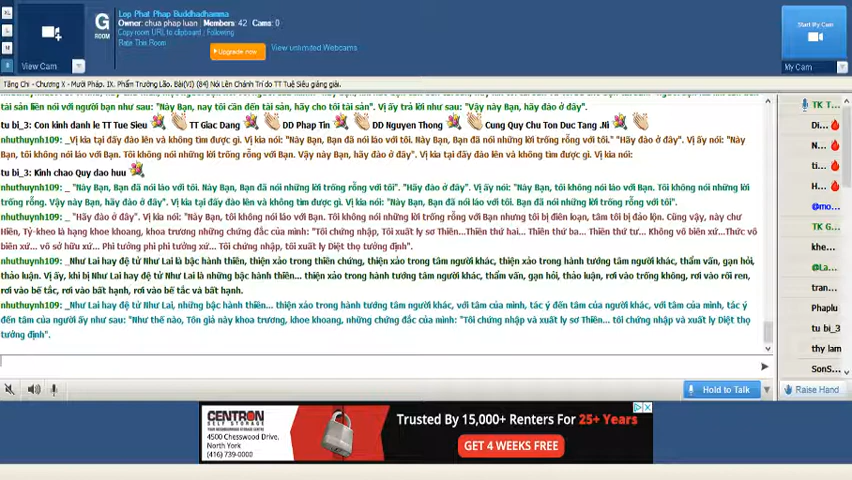 KL
L
M
View Cam
G
ROOM
Lop Phat Phap Buddhadhamma
Owner: chua phap luan | Members: 42 Cams: 0
Copy room URL to clipboard | Following
Rate This Room
Upgrade now
View unlimited Webcams
Start My Cam
My Cam
Tăng Chi - Chương X - Mười Pháp. IX. Phẩm Trưởng Lão. Bài(VI) (84) Nói Lên Chánh Trí do TT Tuệ Siêu giảng giải.
tài sản liền nói với người bạn như sau: "Này Bạn, nay tôi cần đến tài sản, hãy cho tôi tài sản". Vị ấy trả lời như sau: "Vậy này Bạn, hãy đào ở đây".
tu bi_3: Con kinh danh le TT Tue Sieu TT Giac Dang DD Phap Tin DD Nguyen Thong Cung Quy Chu Ton Duc Tang .Ni
nhuthuynh109: _Vị kia tại đấy đào lên và không tìm được gì. Vị kia nói: "Này Bạn, Bạn đã nói láo với tôi. Này Bạn, Bạn đã nói những lời trống rỗng với tôi." "Hãy đào ở đây". Vị ấy nói: "Này
Bạn, tôi không nói láo với Bạn. Tôi không nói những lời trống rỗng với Bạn. Vậy này Bạn, hãy đào ở đây". Vị kia tại đấy đào lên và không tìm được gì. Vị kia nói:
tu bi_3: Kinh chao Quy dao huu
nhuthuynh109: _ "Này Bạn, Bạn đã nói láo với tôi. Này Bạn, Bạn đã nói những lời trống rỗng với tôi". "Hãy đào ở đây". Vị ấy nói: "Này Bạn, tôi không nói láo với Bạn. Tôi không nói những lời
trống rỗng. Vậy này Bạn, hãy đào ở đây". Vị kia tại đấy đào lên và không tìm được gì. Vị kia nói: "Này Bạn, Bạn đã nói láo với tôi. Bạn đã nói những lời trống rỗng với tôi".
nhuthuynh109: _ "Hãy đào ở đây". Vị kia nói: "Này Bạn, tôi không nói láo với Bạn. Tôi không nói những lời trống rỗng với Bạn nhưng tôi bị điên loạn, tâm tôi bị đảo lộn. Cũng vậy, này chư
Hiền, Tỷ-kheo là hạng khoe khoang, khoa trương những chứng đắc của mình: "Tôi chứng nhập, Tôi xuất ly sơ Thiền...Thiền thứ hai... Thiền thứ ba... Thiền thứ tư... Không vô biên xứ... Thức vô
biên xứ... vô sở hữu xứ... Phi tưởng phi phi tưởng xứ... Tôi chứng nhập, tôi xuất ly Diệt thọ tưởng định".
nhuthuynh109: _Như Lai hay đệ tử Như Lai là bậc hành thiền, thiện xảo trong thiền chứng, thiện xảo trong tâm người khác, thiện xảo trong hành tướng tâm người khác, thẩm vấn, gạn hỏi,
thảo luận. Vị ấy, khi bị Như Lai hay đệ tử Như Lai là những bậc hành thiền... thiện xảo trong hành tướng tâm người khác, thẩm vấn, gạn hỏi, thảo luận, rơi vào trống không, rơi vào rối ren,
rơi vào bế tắc, rơi vào bất hạnh, rơi vào bế tắc và bất hạnh.
nhuthuynh109: _Như Lai hay đệ tử Như Lai, những bậc hành thiền... thiện xảo trong hành tướng tâm người khác, với tâm của mình, tác ý đến tâm của người khác, với tâm của mình, tác ý
đến tâm của người ấy như sau: "Như thế nào, Tôn giả này khoa trương, khoe khoang, những chứng đắc của mình: "Tôi chứng nhập và xuất ly sơ Thiền... tôi chứng nhập và xuất ly Diệt thọ
tưởng định".
TK T
Di...
N...
ti...
H...
@mo...
TK G
khe...
@La...
tran...
Phaplu
tu bi_3
thy lam
SonS...
Hold to Talk
Raise Hand
CENTRON
SELF STORAGE
4500 Chesswood Drive.
North York
(416) 739-0000
Trusted By 15,000+ Renters For 25+ Years
GET 4 WEEKS FREE